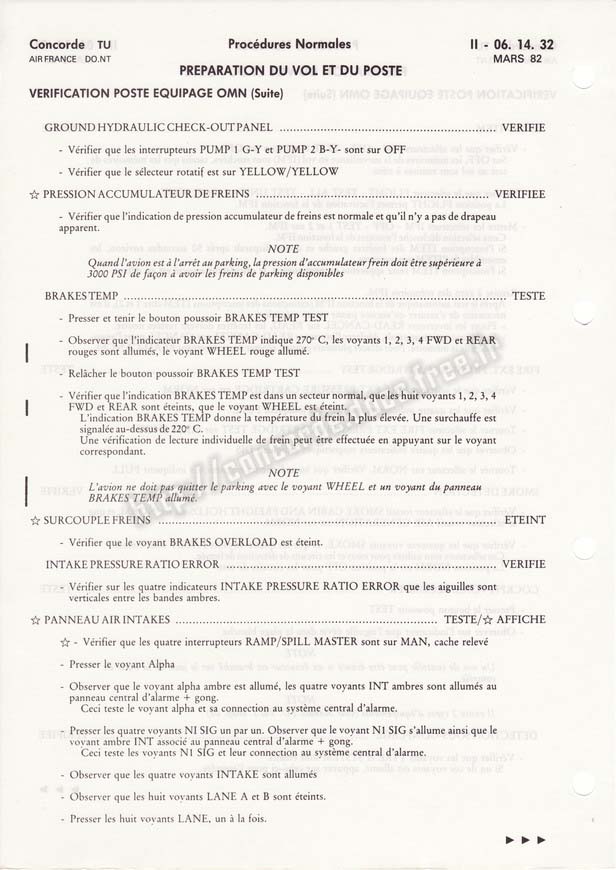 Concorde TU
Procédures Normales
II - 06. 14. 32
AIR FRANCE DO.NT
MARS 82
PREPARATION DU VOL ET DU POSTE
VERIFICATION POSTE EQUIPAGE OMN (Suite)
GROUND HYDRAULIC CHECK-OUT PANEL ........ VERIFIE
- Vérifier que les interrupteurs PUMP 1 G-Y et PUMP 2 B-Y- sont sur OFF
- Vérifier que le sélecteur rotatif est sur YELLOW/YELLOW
☆ PRESSION ACCUMULATEUR DE FREINS ........ VERIFIEE
- Vérifier que l'indication de pression accumulateur de freins est normale et qu'il n'y a pas de drapeau
apparent.
NOTE
Quand l'avion est à l'arrêt au parking, la pression d'accumulateur frein doit être supérieure à
3000 PSI de façon à avoir les freins de parking disponibles
BRAKES TEMP ........ TESTE
- Presser et tenir le bouton poussoir BRAKES TEMP TEST
- Observer que l'indicateur BRAKES TEMP indique 270° C, les voyants 1, 2, 3, 4 FWD et REAR
rouges sont allumés, le voyant WHEEL rouge allumé.
- Relâcher le bouton poussoir BRAKES TEMP TEST
- Vérifier que l'indication BRAKES TEMP est dans un secteur normal, que les huit voyants 1, 2, 3, 4
FWD et REAR sont éteints, que le voyant WHEEL est éteint.
L'indication BRAKES TEMP donne la température du frein la plus élevée. Une surchauffe est
signalée au-dessus de 220° C.
Une vérification de lecture individuelle de frein peut être effectuée en appuyant sur le voyant
correspondant.
NOTE
L'avion ne doit pas quitter le parking avec le voyant WHEEL et un voyant du panneau
BRAKES TEMP allumé.
☆ SURCOUPLE FREINS ........ ETEINT
- Vérifier que le voyant BRAKES OVERLOAD est éteint.
INTAKE PRESSURE RATIO ERROR ........ VERIFIE
- Vérifier sur les quatre indicateurs INTAKE PRESSURE RATIO ERROR que les aiguilles sont
verticales entre les bandes ambres.
☆ PANNEAU AIR INTAKES ........ TESTE/☆ AFFICHE
☆ - Vérifier que les quatre interrupteurs RAMP/SPILL MASTER sont sur MAN, cache relevé
- Presser le voyant Alpha
- Observer que le voyant alpha ambre est allumé, les quatre voyants INT ambres sont allumés au
panneau central d'alarme + gong.
Ceci teste le voyant alpha et sa connection au système central d'alarme.
- Presser les quatre voyants N1 SIG un par un. Observer que le voyant N1 SIG s'allume ainsi que le
voyant ambre INT associé au panneau central d'alarme + gong.
Ceci teste les voyants N1 SIG et leur connection au système central d'alarme.
- Observer que les quatre voyants INTAKE sont allumés
- Observer que les huit voyants LANE A et B sont éteints.
- Presser les huit voyants LANE, un à la fois.
http://concordescopia.free.fr